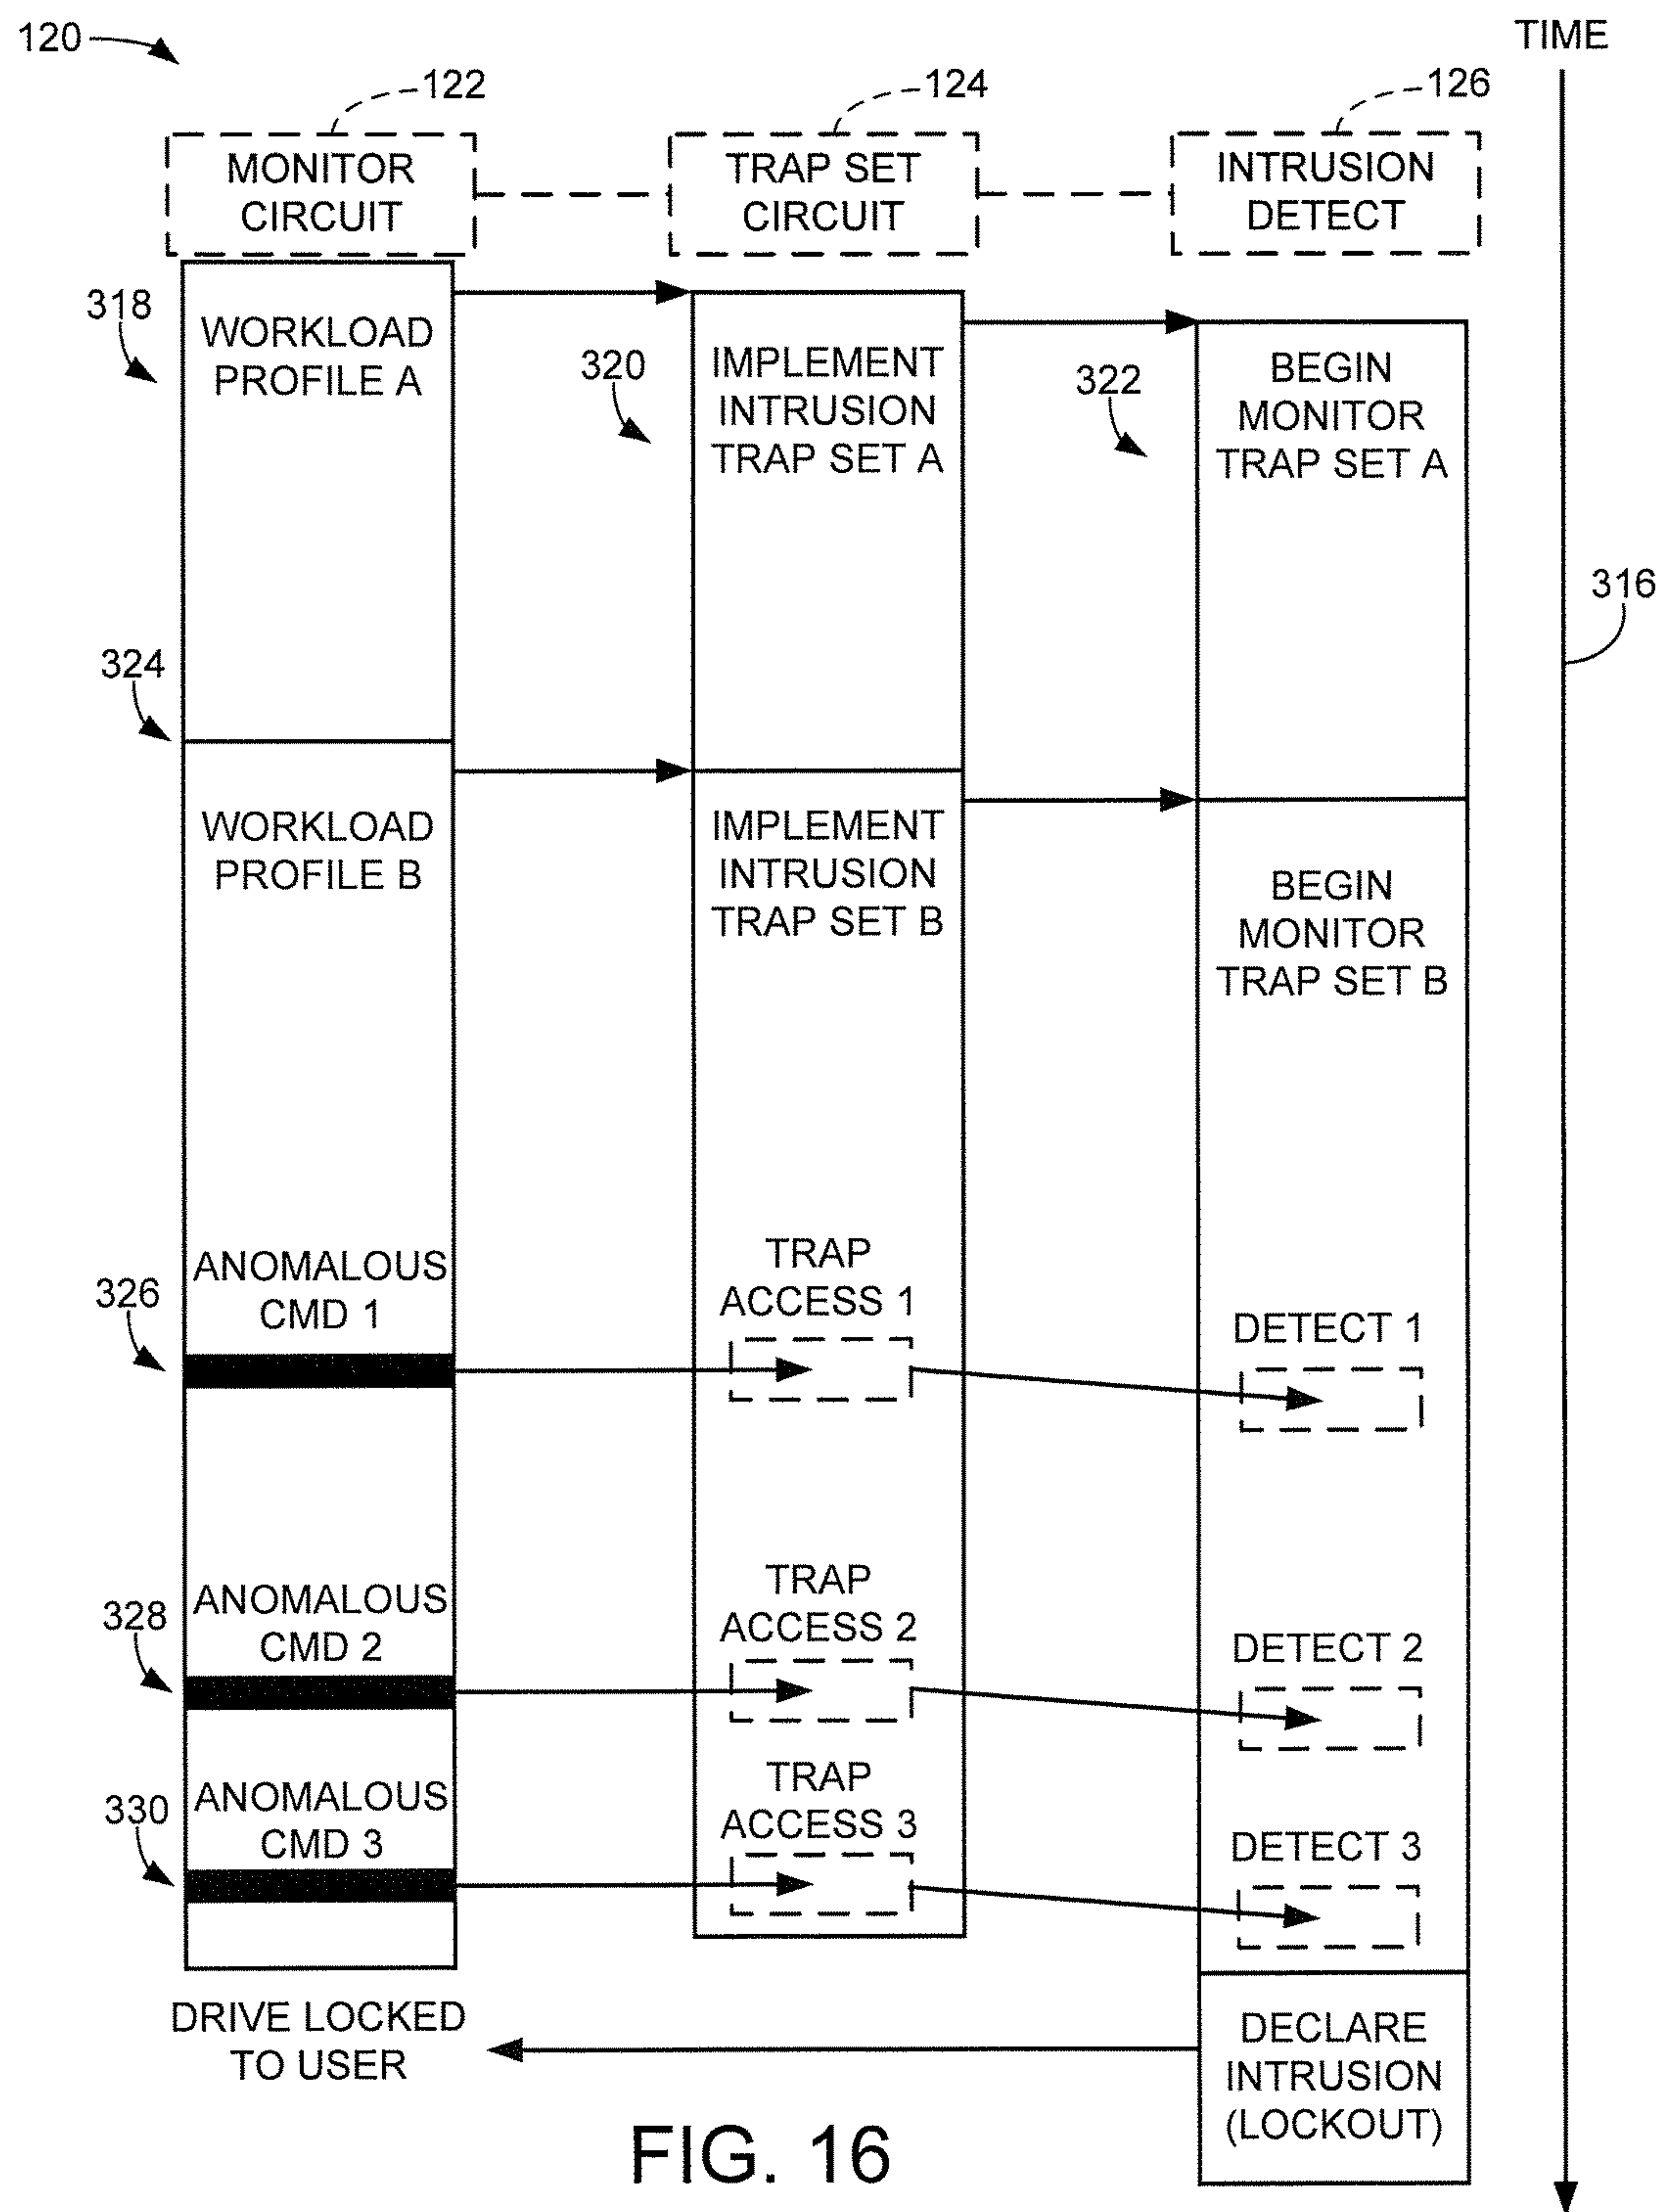 120
TIME
122
124
126
MONITOR
CIRCUIT
TRAP SET
CIRCUIT
INTRUSION
DETECT
318
WORKLOAD
PROFILE A
320
IMPLEMENT
INTRUSION
TRAP SET A
322
BEGIN
MONITOR
TRAP SET A
316
324
WORKLOAD
PROFILE B
IMPLEMENT
INTRUSION
TRAP SET B
BEGIN
MONITOR
TRAP SET B
326
ANOMALOUS
CMD 1
TRAP
ACCESS 1
DETECT 1
328
ANOMALOUS
CMD 2
TRAP
ACCESS 2
DETECT 2
330
ANOMALOUS
CMD 3
TRAP
ACCESS 3
DETECT 3
DRIVE LOCKED
TO USER
DECLARE
INTRUSION
(LOCKOUT)
FIG. 16